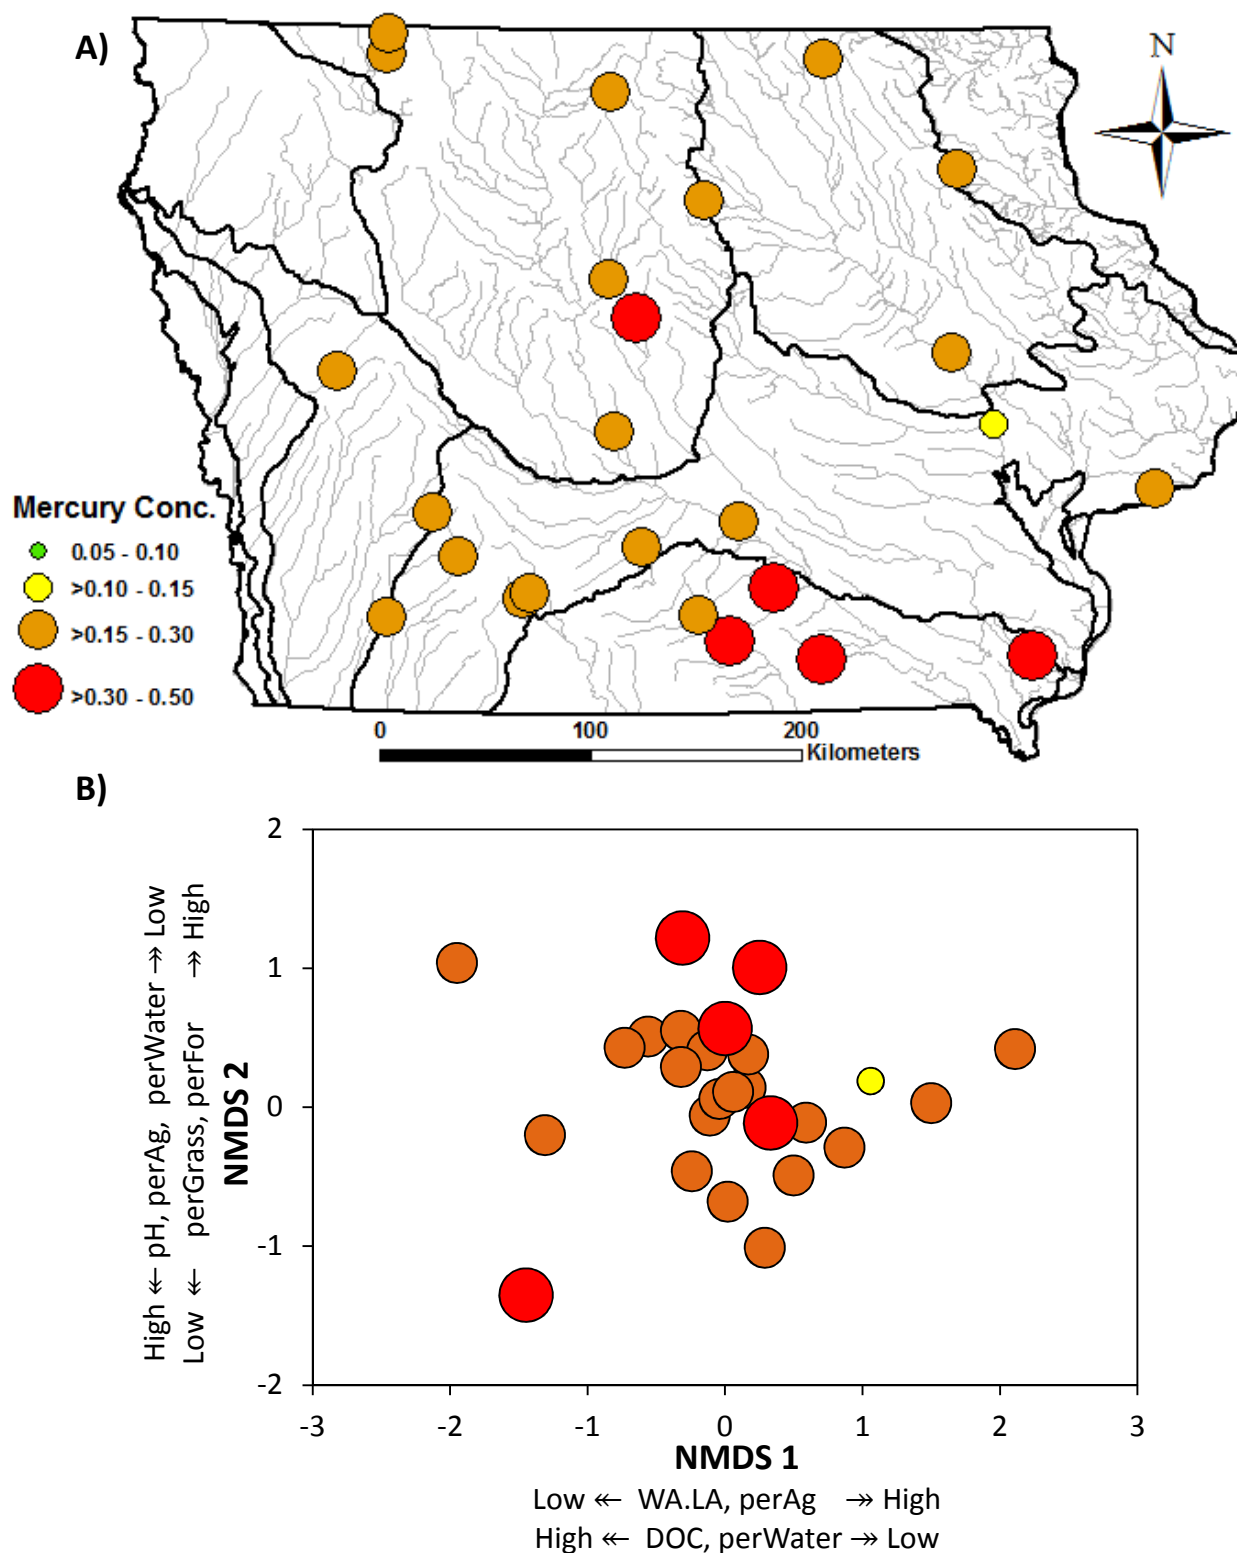 A)
N
Mercury Conc.
0.05 - 0.10
>0.10 - 0.15
>0.15 - 0.30
>0.30 - 0.50
0 100 200
Kilometers
B)
2
1
0
-1
-2
-3 -2 -1 0 1 2 3
High ↞ pH, perAg, perWater ↠ Low
Low ↞ perGrass, perFor ↠ High
NMDS 2
NMDS 1
Low ↞ WA.LA, perAg ↠ High
High ↞ DOC, perWater ↠ Low